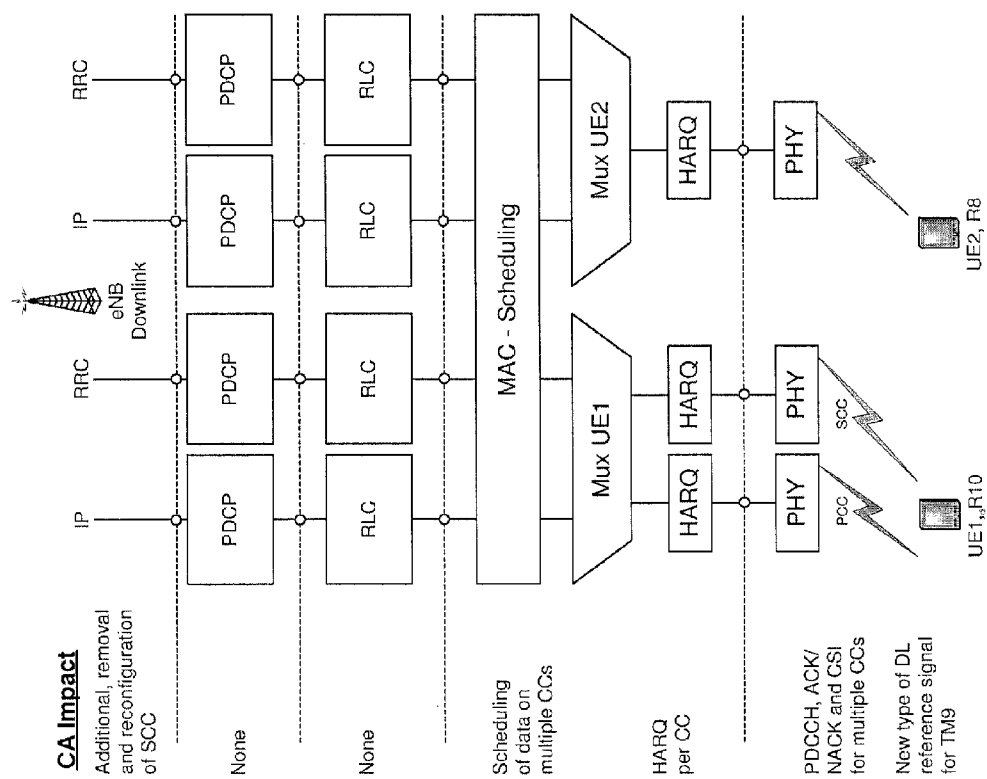 CA Impact
Additional, removal
and reconfiguration
of SCC
None
None
Scheduling
of data on
multiple CCs
HARQ
per CC
PDCCH, ACK/
NACK and CSI
for multiple CCs
New type of DL
reference signal
for TM9
eNB
Downlink
IP
RRC
IP
RRC
PDCP
PDCP
PDCP
PDCP
RLC
RLC
RLC
RLC
MAC - Scheduling
Mux UE1
Mux UE2
HARQ
HARQ
HARQ
PHY
PHY
PHY
PCC
SCC
UE1, R10
UE2, R8